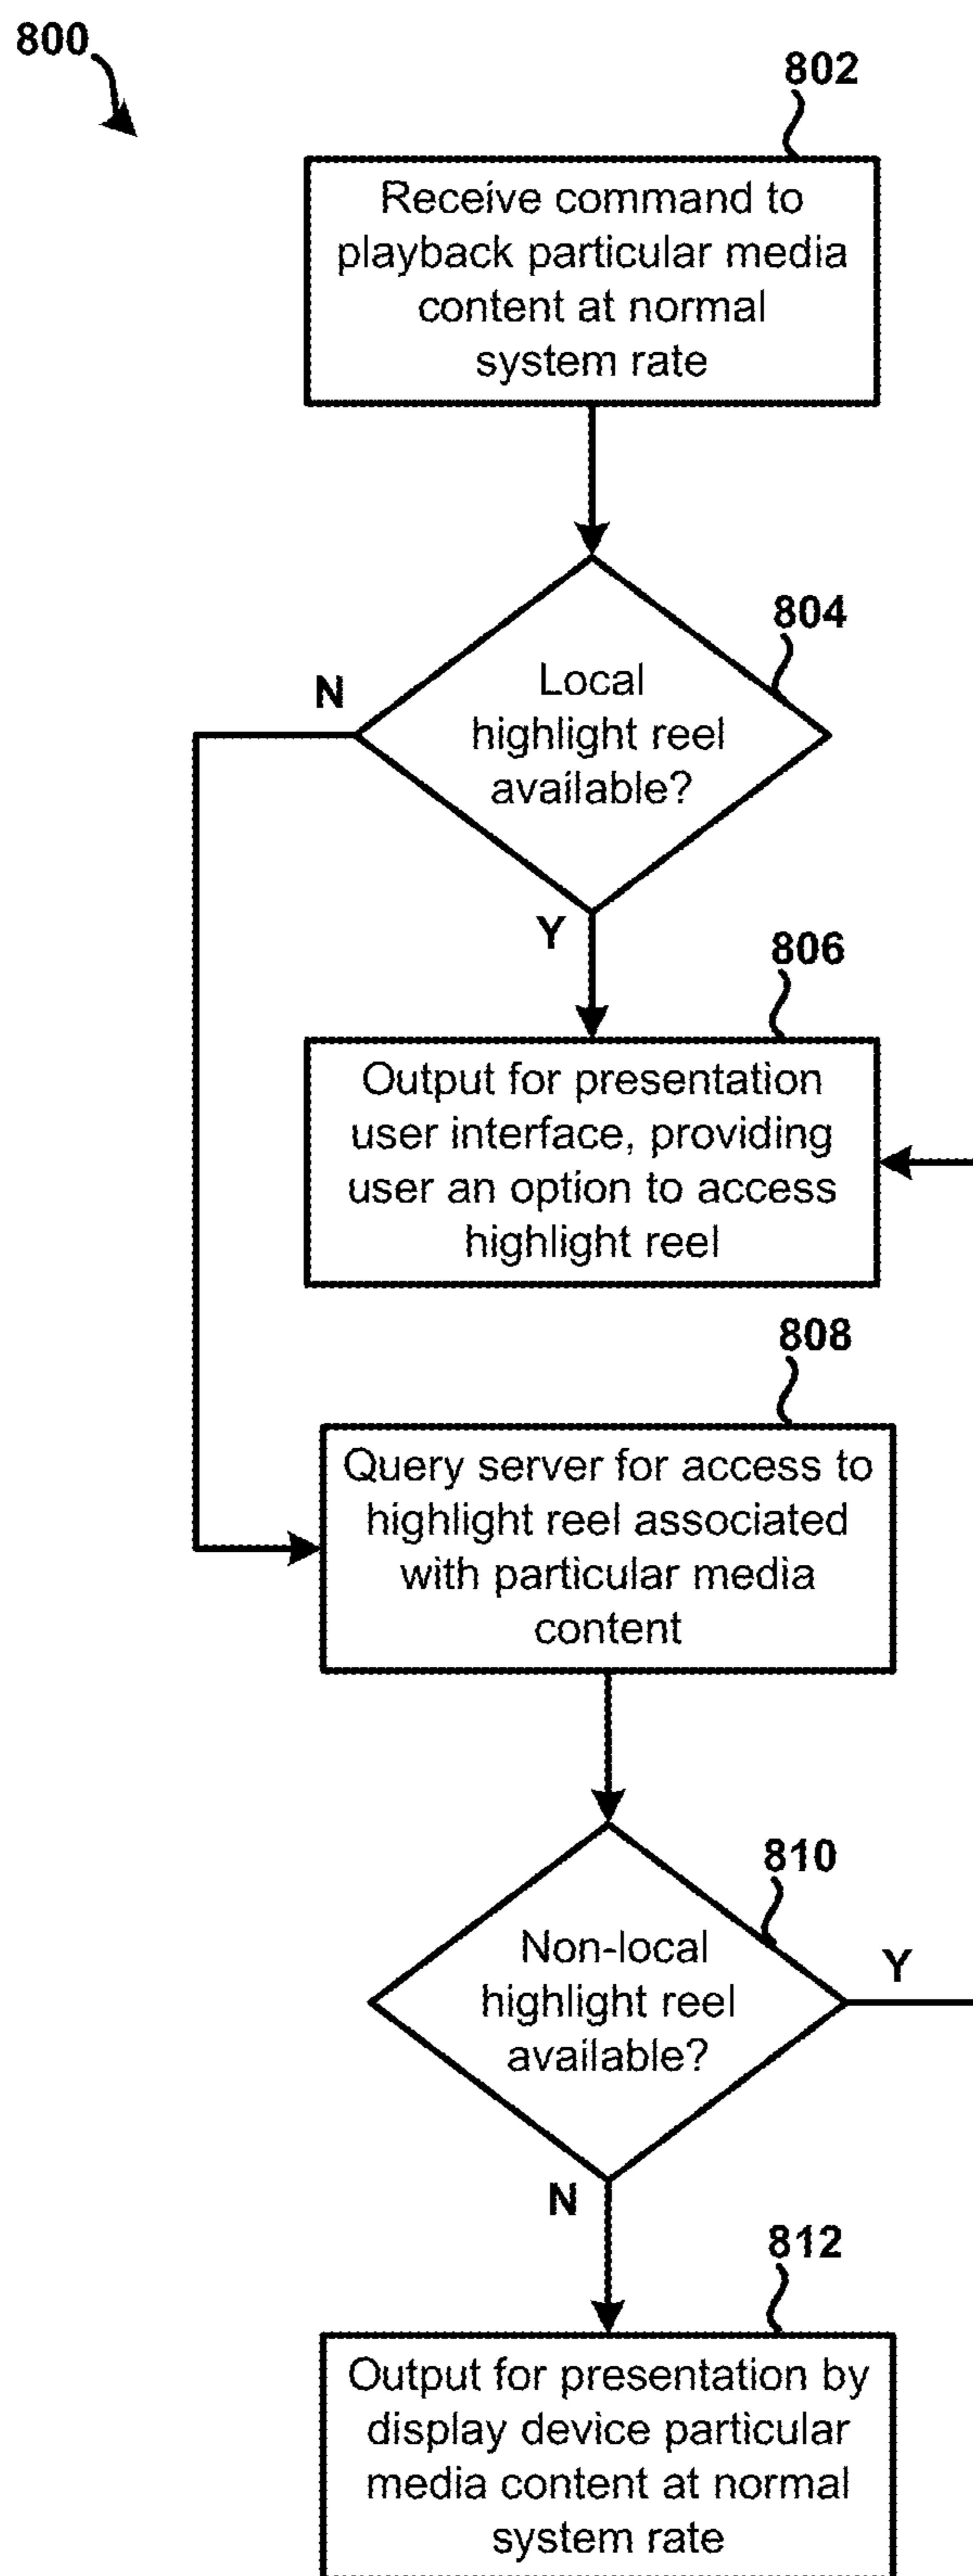 800
802
Receive command to
playback particular media
content at normal
system rate
804
N
Local
highlight reel
available?
Y
806
Output for presentation
user interface, providing
user an option to access
highlight reel
808
Query server for access to
highlight reel associated
with particular media
content
810
Non-local
highlight reel
available?
Y
N
812
Output for presentation by
display device particular
media content at normal
system rate